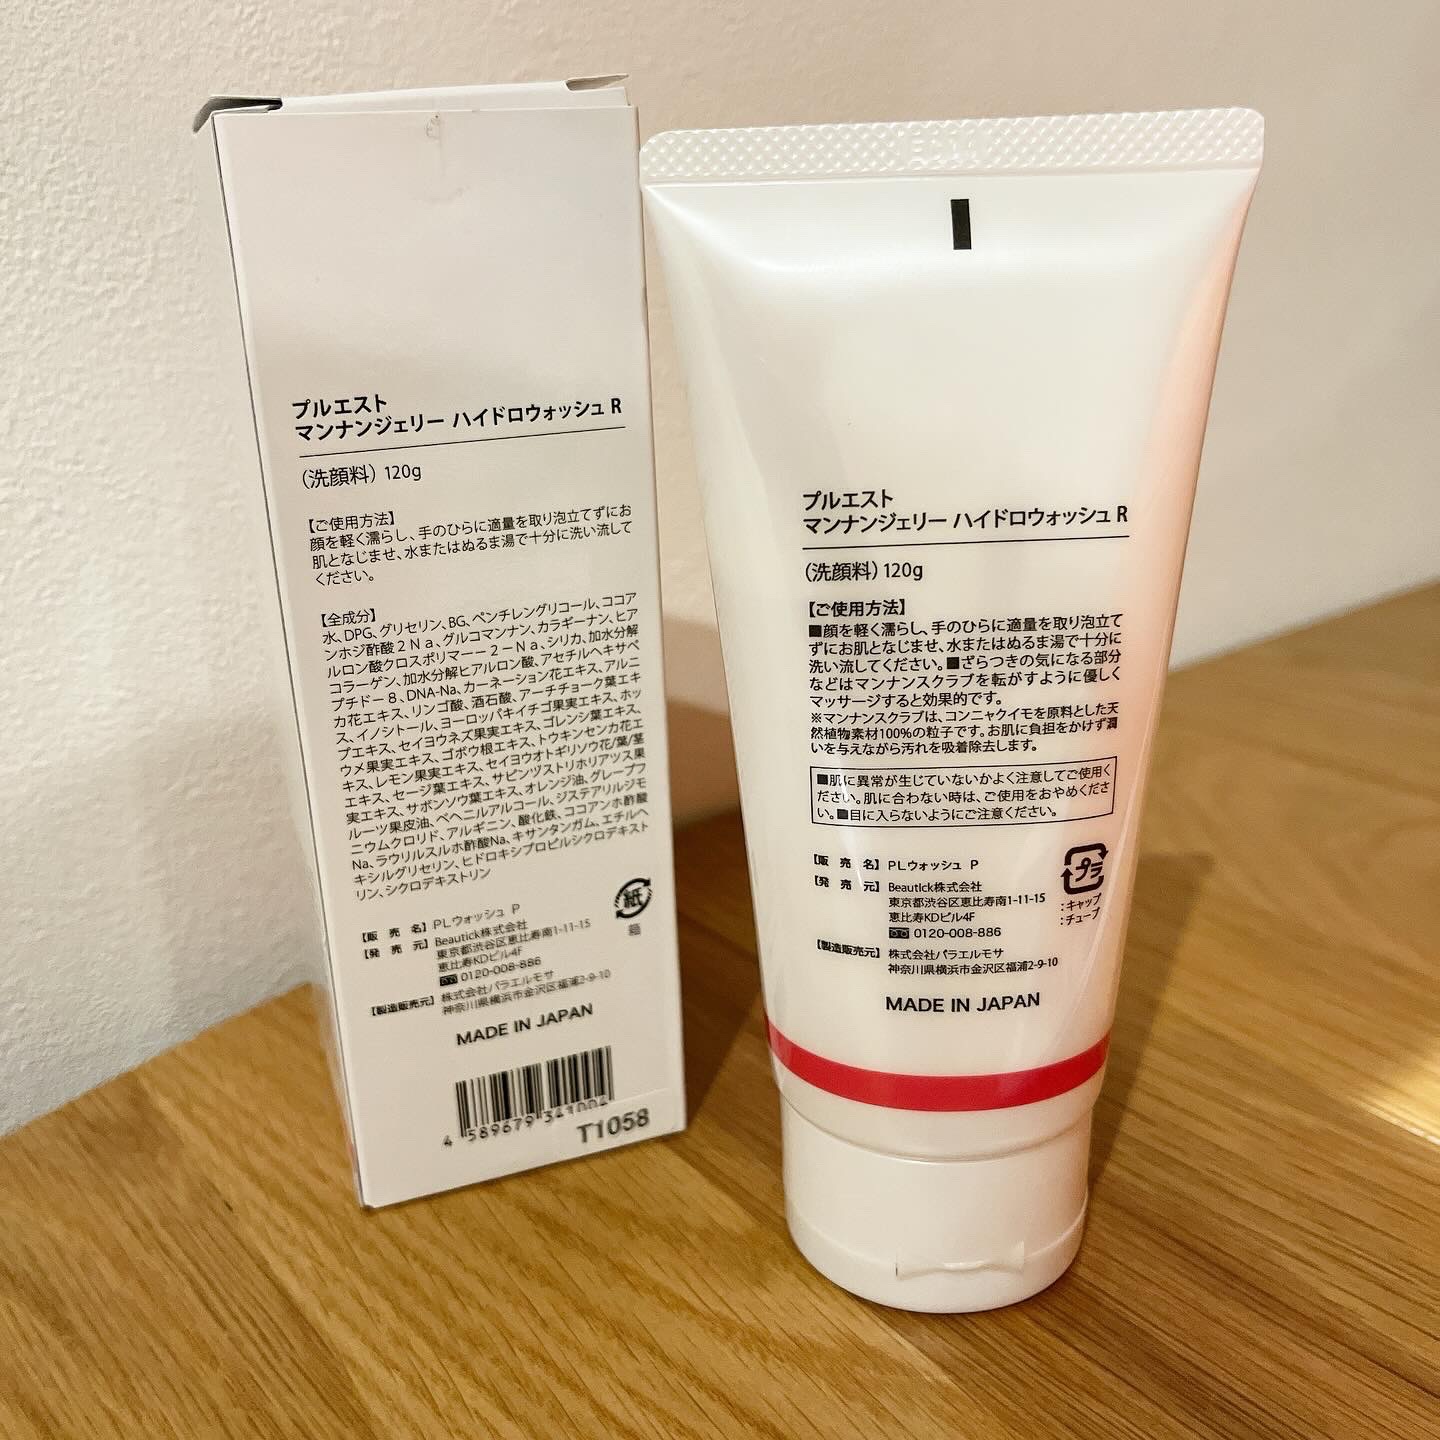 プルエスト
マンナンジェリー ハイドロウォッシュ R
(洗顔料) 120g
【ご使用方法】
顔を軽く濡らし、手のひらに適量を取り泡立てずにお
肌となじませ、水またはぬるま湯で十分に洗い流して
ください。
【全成分】
水、DPG、グリセリン、BG、ペンチレングリコール、ココア
ンホジ酢酸2Na、グルコマンナン、カラギーナン、ヒア
ルロン酸クロスポリマー－2－Na、シリカ、加水分解
コラーゲン、加水分解ヒアルロン酸、アセチルヘキサペ
プチド－8、DNA-Na、カーネーション花エキス、アルニ
カ花エキス、リンゴ酸、酒石酸、アーチチョーク葉エキ
ス、イノシトール、ヨーロッパキイチゴ果実エキス、ホッ
プエキス、セイヨウネズ果実エキス、ゴレンシ葉エキス、
ウメ果実エキス、ゴボウ根エキス、トウキンセンカ花エ
キス、レモン果実エキス、セイヨウオトギリソウ花/葉/茎
エキス、セージ葉エキス、サピンヅストリホリアツス果
実エキス、サボンソウ葉エキス、オレンジ油、グレープフ
ルーツ果皮油、ベヘニルアルコール、ジステアリルジモ
ニウムクロリド、アルギニン、酸化鉄、ココアンホ酢酸
Na、ラウリルスルホ酢酸Na、キサンタンガム、エチルヘ
キシルグリセリン、ヒドロキシプロピルシクロデキスト
リン、シクロデキストリン
【販売名】PLウォッシュ P
【発売元】Beautick株式会社
東京都渋谷区恵比寿南1-11-15
恵比寿KDビル4F
0120-008-886
【製造販売元】株式会社パラエルモサ
神奈川県横浜市金沢区福浦2-9-10
MADE IN JAPAN
紙
箱
4 589679 341004
T1058
プルエスト
マンナンジェリー ハイドロウォッシュ R
(洗顔料) 120g
【ご使用方法】
■顔を軽く濡らし、手のひらに適量を取り泡立て
ずにお肌となじませ、水またはぬるま湯で十分に
洗い流してください。■ざらつきの気になる部分
などはマンナンスクラブを転がすように優しく
マッサージすると効果的です。
※マンナンスクラブは、コンニャクイモを原料とした天
然植物素材100%の粒子です。お肌に負担をかけず潤
いを与えながら汚れを吸着除去します。
■肌に異常が生じていないかよく注意してご使用く
ださい。肌に合わない時は、ご使用をおやめくださ
い。■目に入らないようにご注意ください。
【販売名】PLウォッシュ P
【発売元】Beautick株式会社
東京都渋谷区恵比寿南1-11-15
恵比寿KDビル4F
0120-008-886
【製造販売元】株式会社パラエルモサ
神奈川県横浜市金沢区福浦2-9-10
プラ
:キャップ
:チューブ
MADE IN JAPAN